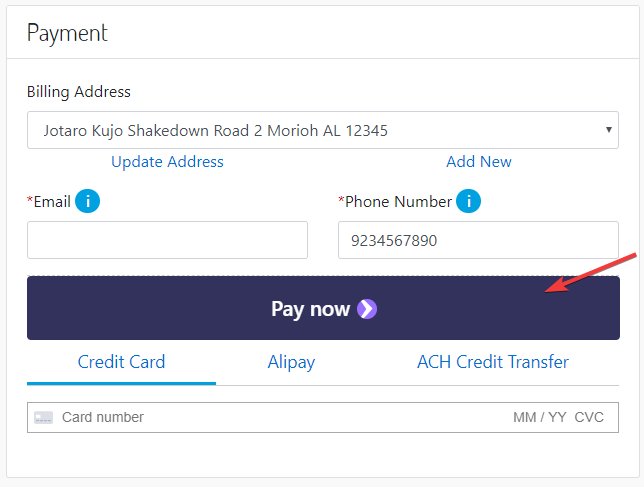 Payment
Billing Address
Jotaro Kujo Shakedown Road 2 Morioh AL 12345
Update Address Add New
*Email i *Phone Number i
9234567890
Pay now
Credit Card Alipay ACH Credit Transfer
Card number MM / YY CVC